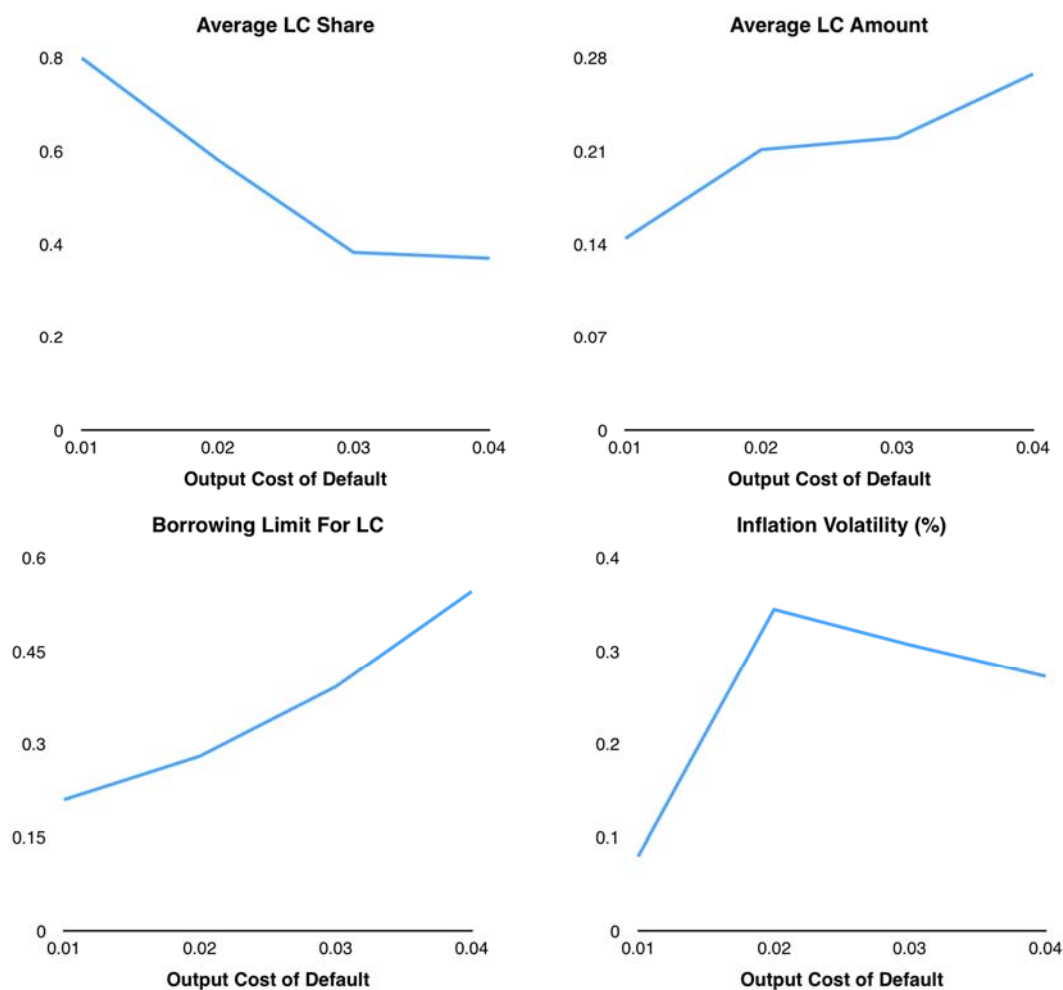 Average LC Share
0.8
0.6
0.4
0.2
0
0.01 0.02 0.03 0.04
Output Cost of Default
Average LC Amount
0.28
0.21
0.14
0.07
0
0.01 0.02 0.03 0.04
Output Cost of Default
Borrowing Limit For LC
0.6
0.45
0.3
0.15
0
0.01 0.02 0.03 0.04
Output Cost of Default
Inflation Volatility (%)
0.4
0.3
0.2
0.1
0
0.01 0.02 0.03 0.04
Output Cost of Default